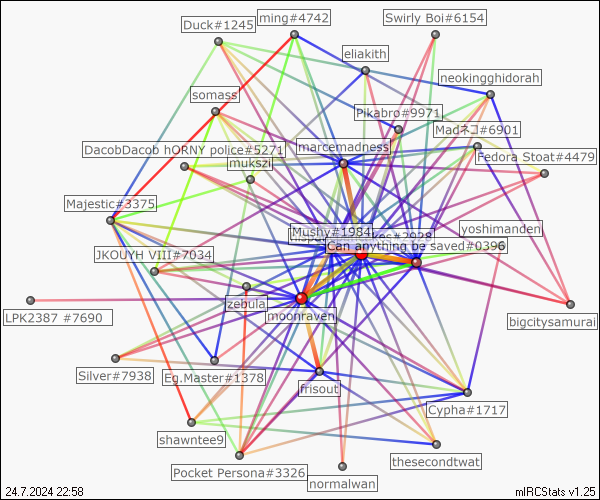 ming#4742
Swirly Boi#6154
Duck#1245
eliakith
neokingghidorah
somass
Pikabro#9971
Madネコ#6901
marcemadness
DacobDacob hORNY police#5271
Fedora Stoat#4479
mukszi
Majestic#3375
yoshimanden
Mushy#1984
Can anything be saved#0396
JKOUYH VIII#7034
zebula
moonraven
LPK2387 #7690
bigcitysamurai
Silver#7938
Eg.Master#1378
frisout
Cypha#1717
shawntee9
thesecondtwat
Pocket Persona#3326
normalwan
24.7.2024 22:58
mIRCStats v1.25